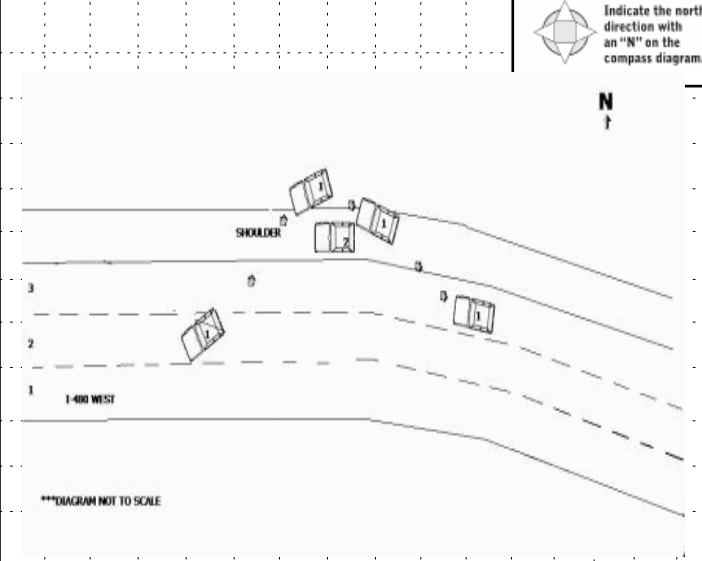 Indicate the north
direction with
an "N" on the
compass diagram.
N
1
1
SHOULDER
2
3
1
2
1
1
I-480 WEST
***DIAGRAM NOT TO SCALE